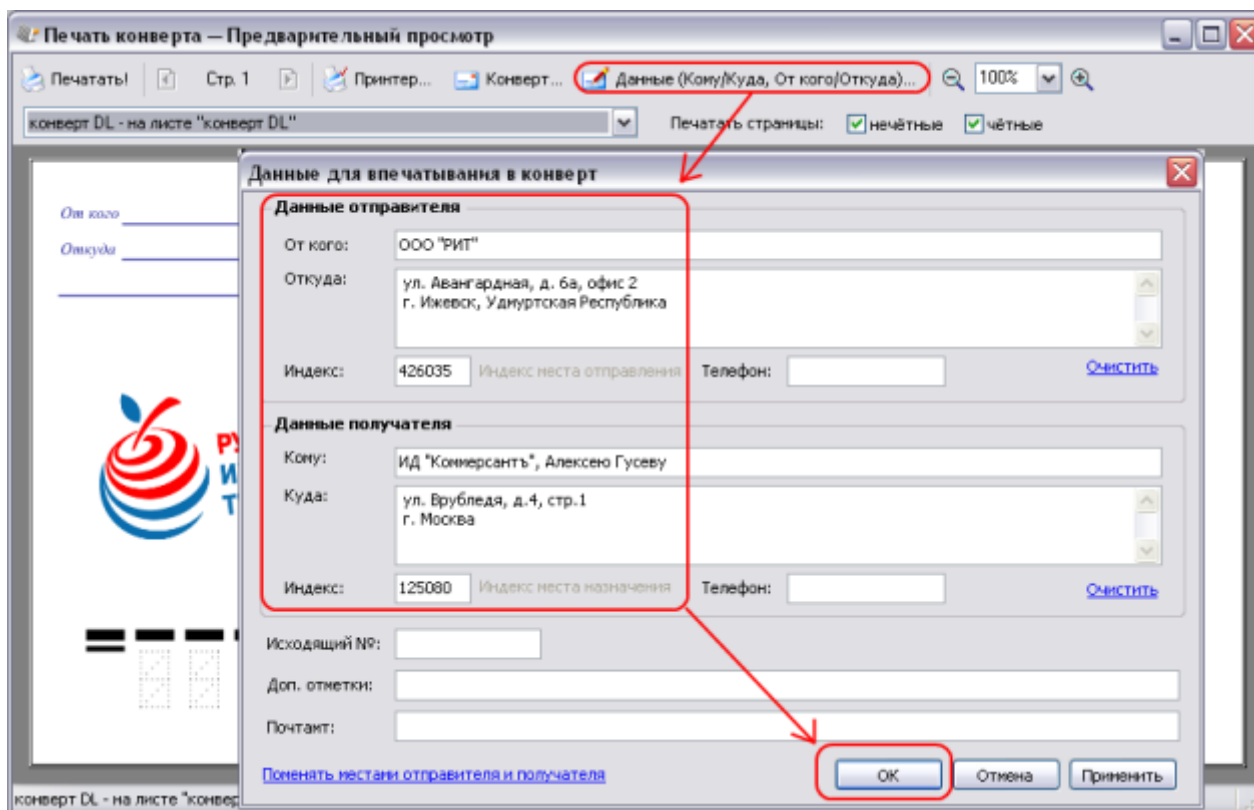 Печать конверта — Предварительный просмотр
Печатать! Стр. 1 Принтер... Конверт... Данные (Кому/Куда, От кого/Откуда)... 100%
конверт DL - на листе "конверт DL" Печатать страницы: нечётные чётные
Данные для впечатывания в конверт
От кого
Откуда
Данные отправителя
От кого: ООО "РИТ"
Откуда: ул. Авангардная, д. 6а, офис 2
г. Ижевск, Удмуртская Республика
Индекс: 426035 Индекс места отправления Телефон: Очистить
Данные получателя
Кому: ИД "Коммерсантъ", Алексею Гусеву
Куда: ул. Врубледя, д.4, стр.1
г. Москва
РУ
И
Т
Индекс: 125080 Индекс места назначения Телефон: Очистить
Исходящий №:
Доп. отметки:
Почтамт:
Поменять местами отправителя и получателя ОК Отмена Применить
конверт DL - на листе "конвер